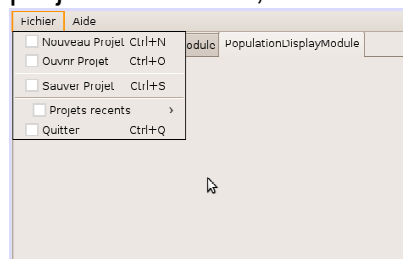 Fichier Aide
Nouveau Projet Ctrl+N
odule PopulationDisplayModule
Ouvrir Projet Ctrl+O
Sauver Projet Ctrl+S
Projets recents >
Quitter Ctrl+Q